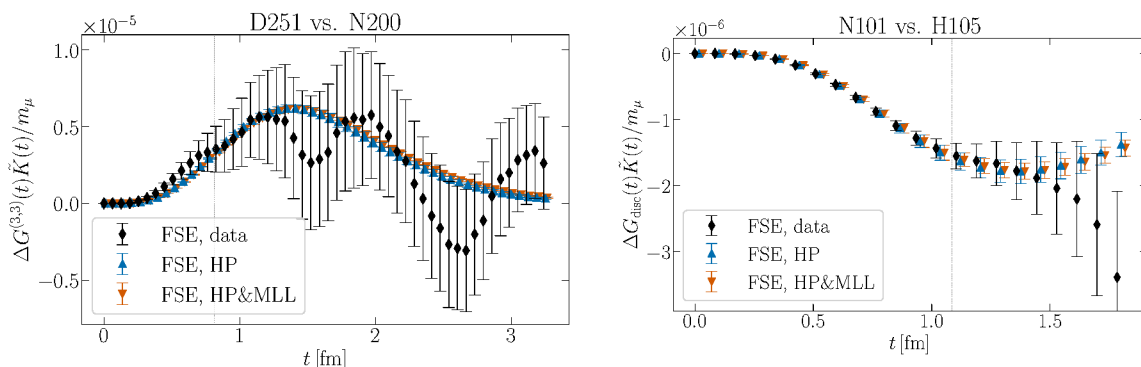 D251 vs. N200
×10⁻⁵
1.0
0.5
0.0
−0.5
ΔG⁽³,³⁾(t)K̃(t)/m_μ
FSE, data
FSE, HP
FSE, HP&MLL
0
1
2
3
t [fm]
N101 vs. H105
×10⁻⁶
0
−1
−2
−3
ΔG_disc(t)K̃(t)/m_μ
FSE, data
FSE, HP
FSE, HP&MLL
0.0
0.5
1.0
1.5
t [fm]